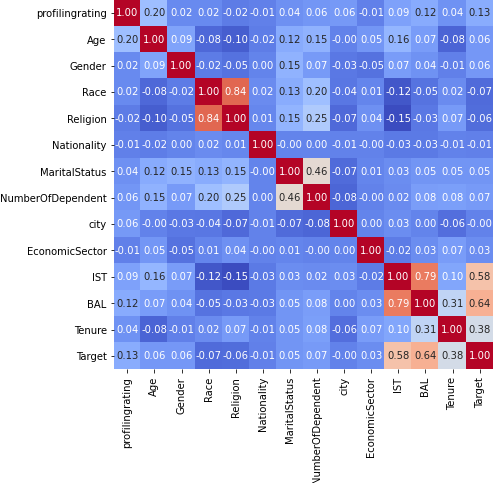 profilingrating 1.00 0.20 0.02 0.02 -0.02 -0.01 0.04 0.06 0.06 -0.01 0.09 0.12 0.04 0.13
Age 0.20 1.00 0.09 -0.08 -0.10 -0.02 0.12 0.15 -0.00 0.05 0.16 0.07 -0.08 0.06
Gender 0.02 0.09 1.00 -0.02 -0.05 0.00 0.15 0.07 -0.03 -0.05 0.07 0.04 -0.01 0.06
Race 0.02 -0.08 -0.02 1.00 0.84 0.02 0.13 0.20 -0.04 0.01 -0.12 -0.05 0.02 -0.07
Religion -0.02 -0.10 -0.05 0.84 1.00 0.01 0.15 0.25 -0.07 0.04 -0.15 -0.03 0.07 -0.06
Nationality -0.01 -0.02 0.00 0.02 0.01 1.00 -0.00 0.00 0.01 -0.00 -0.03 -0.03 -0.01 -0.01
MaritalStatus 0.04 0.12 0.15 0.13 0.15 -0.00 1.00 0.46 -0.07 0.01 0.03 0.05 0.05 0.05
NumberOfDependent 0.06 0.15 0.07 0.20 0.25 0.00 0.46 1.00 -0.08 -0.00 0.02 0.08 0.08 0.07
city 0.06 -0.00 -0.03 -0.04 -0.07 0.01 -0.07 -0.08 1.00 0.00 0.03 0.00 -0.06 -0.00
EconomicSector -0.01 0.05 -0.05 0.01 0.04 -0.00 0.01 -0.00 0.00 1.00 -0.02 0.03 0.07 0.03
IST 0.09 0.16 0.07 -0.12 -0.15 -0.03 0.03 0.02 0.03 -0.02 1.00 0.79 0.10 0.58
BAL 0.12 0.07 0.04 -0.05 -0.03 -0.03 0.05 0.08 0.00 0.03 0.79 1.00 0.31 0.64
Tenure 0.04 -0.08 -0.01 0.02 0.07 -0.01 0.05 0.08 -0.06 0.07 0.10 0.31 1.00 0.38
Target 0.13 0.06 0.06 -0.07 -0.06 -0.01 0.05 0.07 -0.00 0.03 0.58 0.64 0.38 1.00
profilingrating
Age
Gender
Race
Religion
Nationality
MaritalStatus
NumberOfDependent
city
EconomicSector
IST
BAL
Tenure
Target